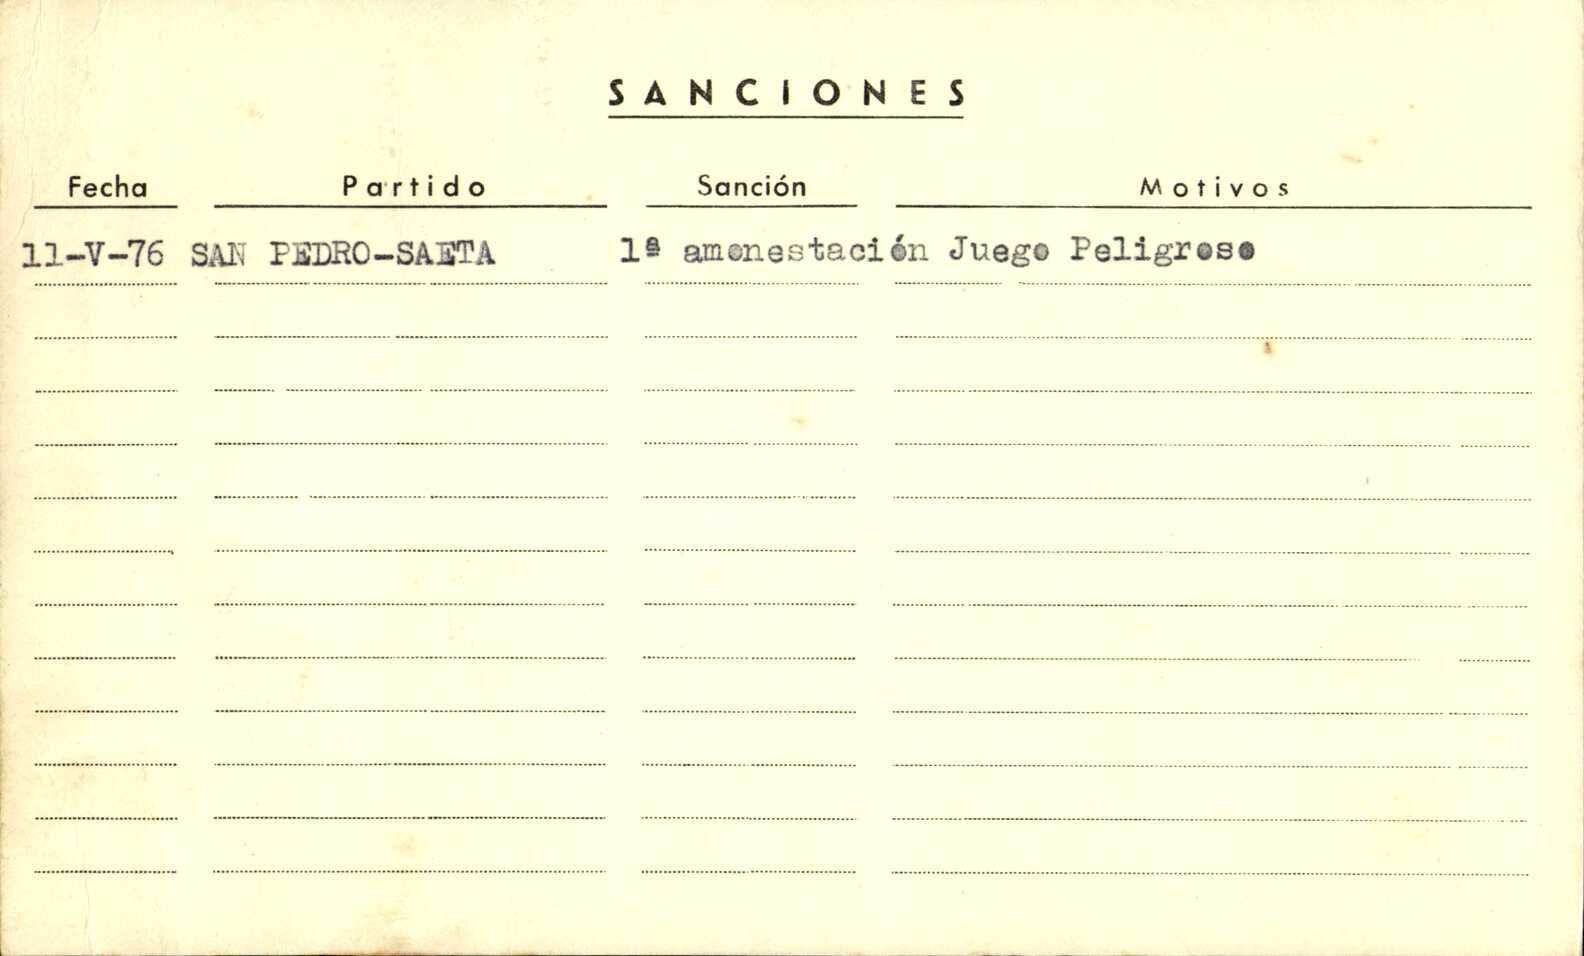 SANCIONES
Fecha Partido Sanción Motivos
11-V-76 SAN PEDRO-SAETA 1ª amonestación Juego Peligroso